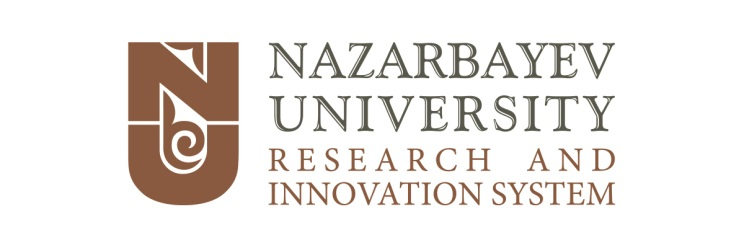 NAZARBAYEV
UNIVERSITY
RESEARCH AND
INNOVATION SYSTEM